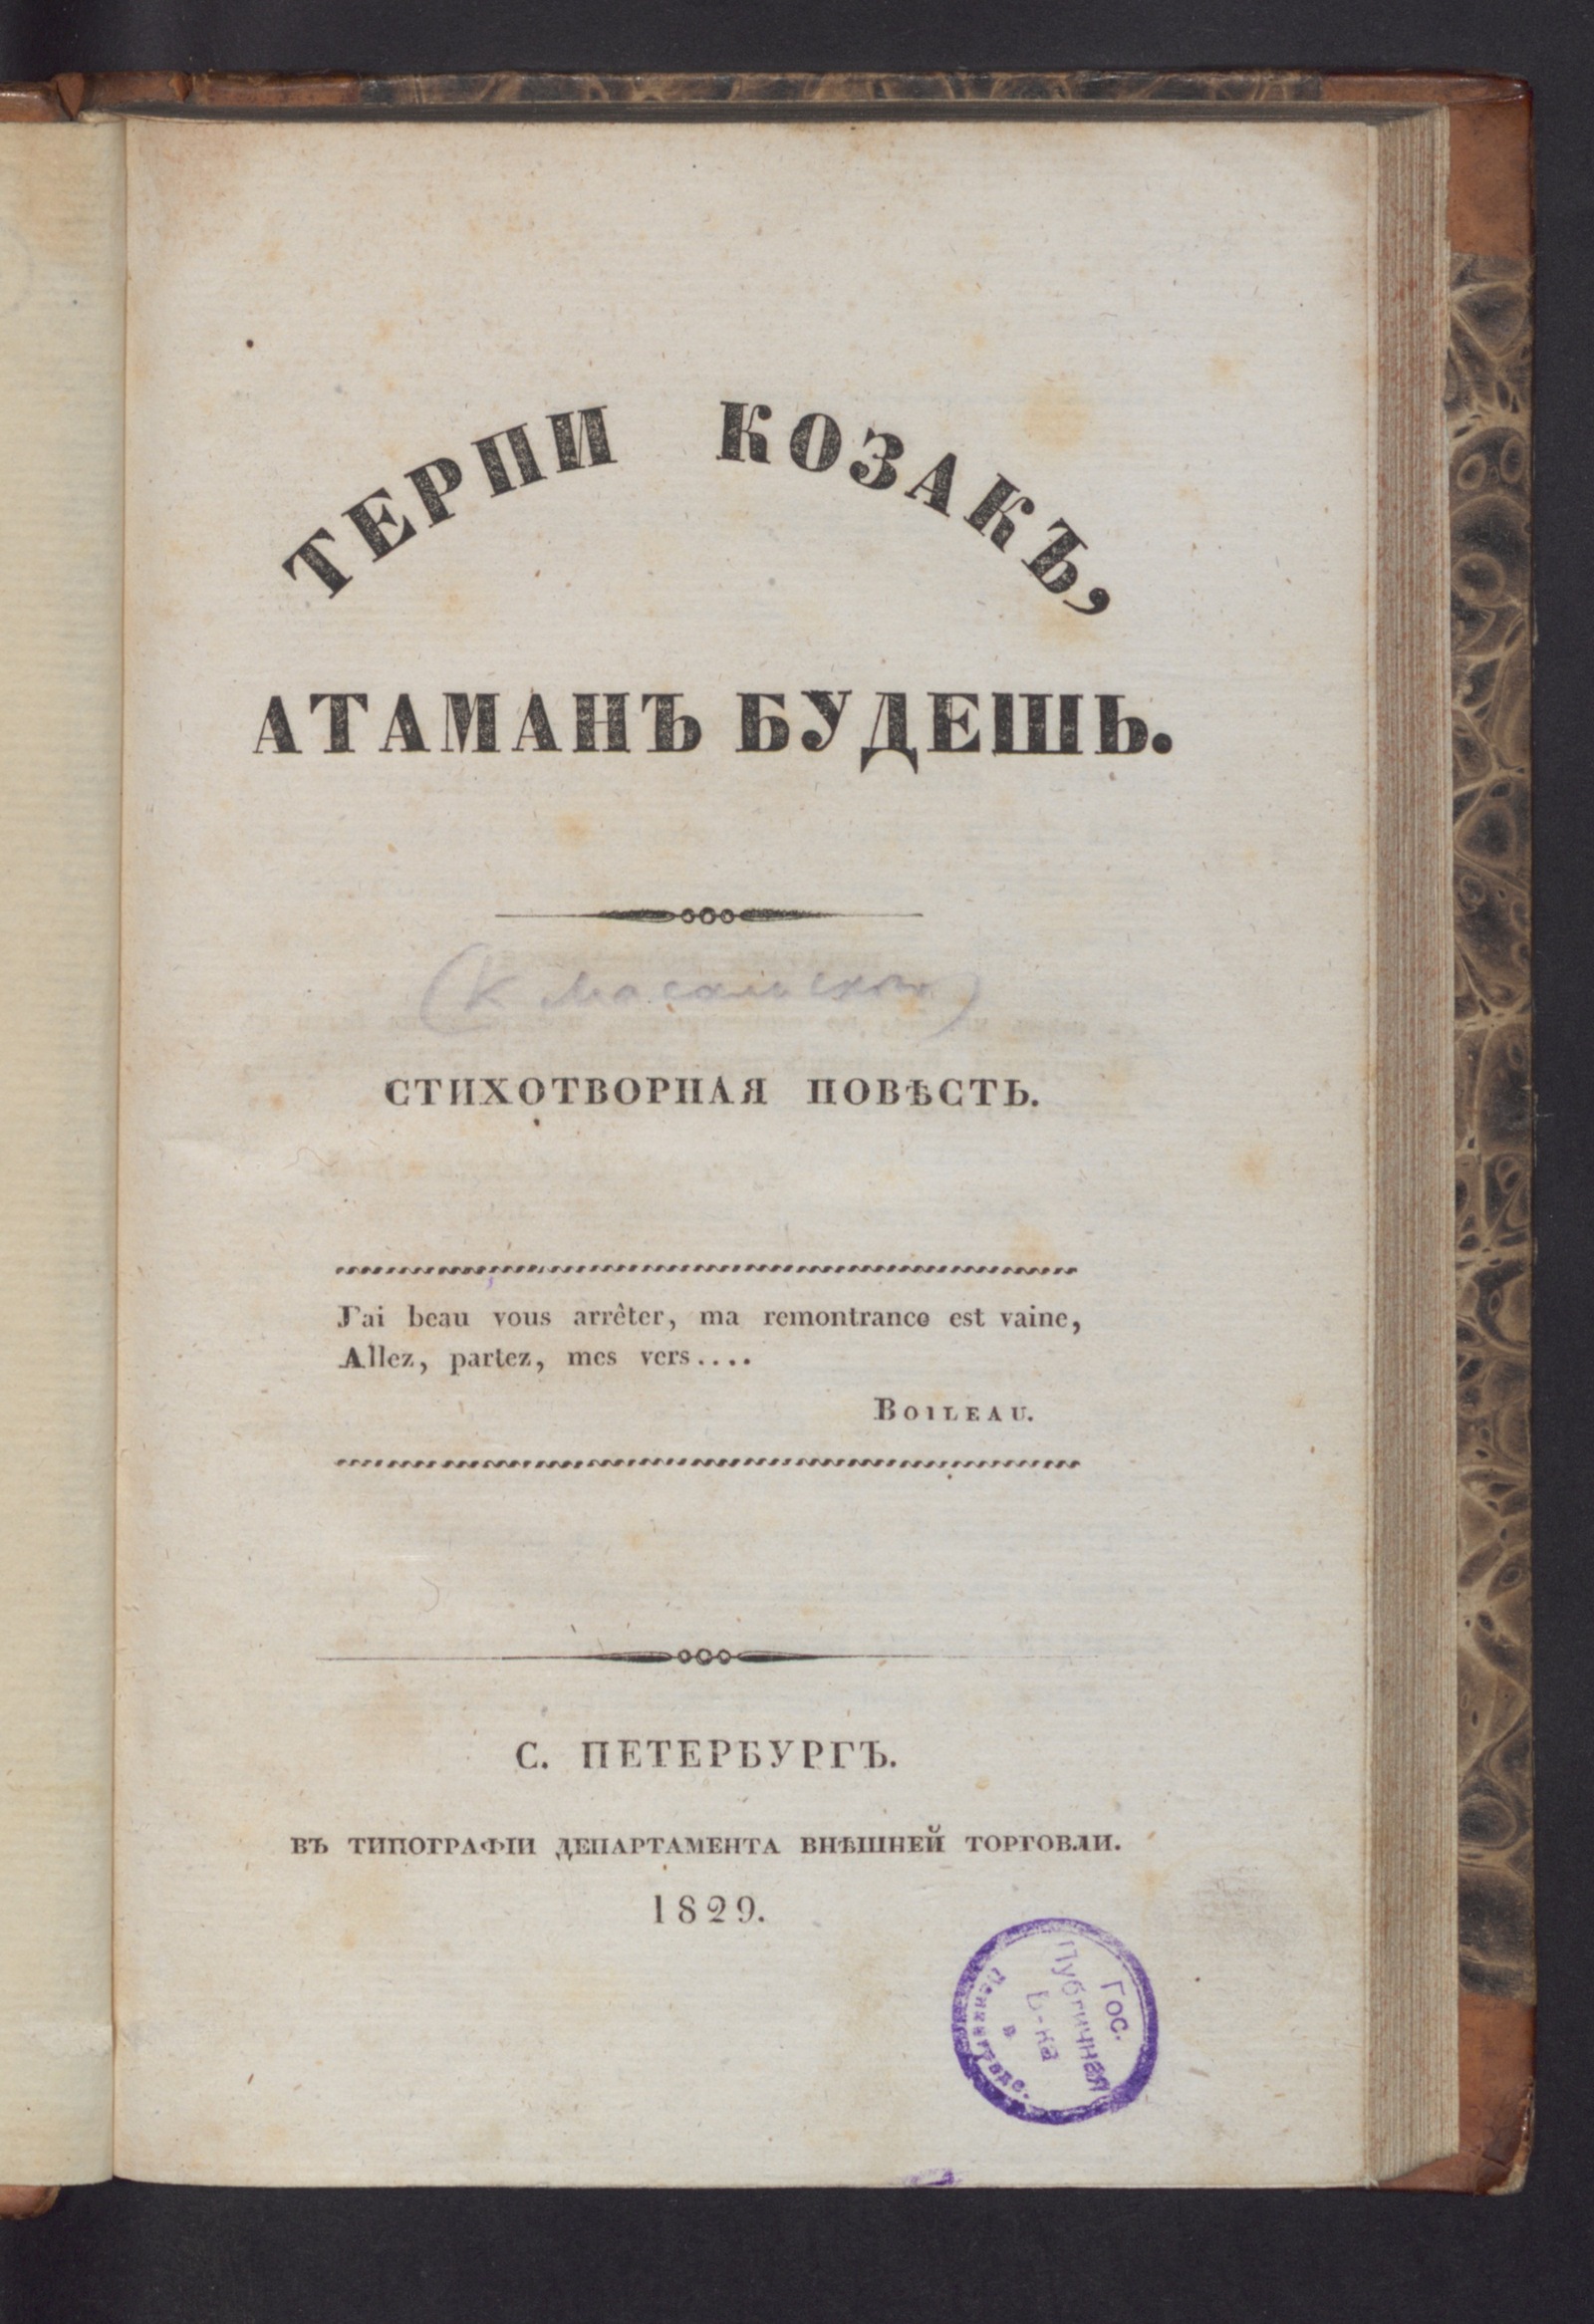 ТЕРПИ КОЗАКЪ,
АТАМАНЪ БУДЕШЬ.
(К Масальского)
СТИХОТВОРНАЯ ПОВѢСТЬ.
J'ai beau vous arrêter, ma remontrance est vaine,
Allez, partez, mes vers....
BOILEAU.
С. ПЕТЕРБУРГЪ.
ВЪ ТИПОГРАФІИ ДЕПАРТАМЕНТА ВНѢШНЕЙ ТОРГОВЛИ.
1829.
Гос.
Публичная
Б-ка
в
Ленинграде.